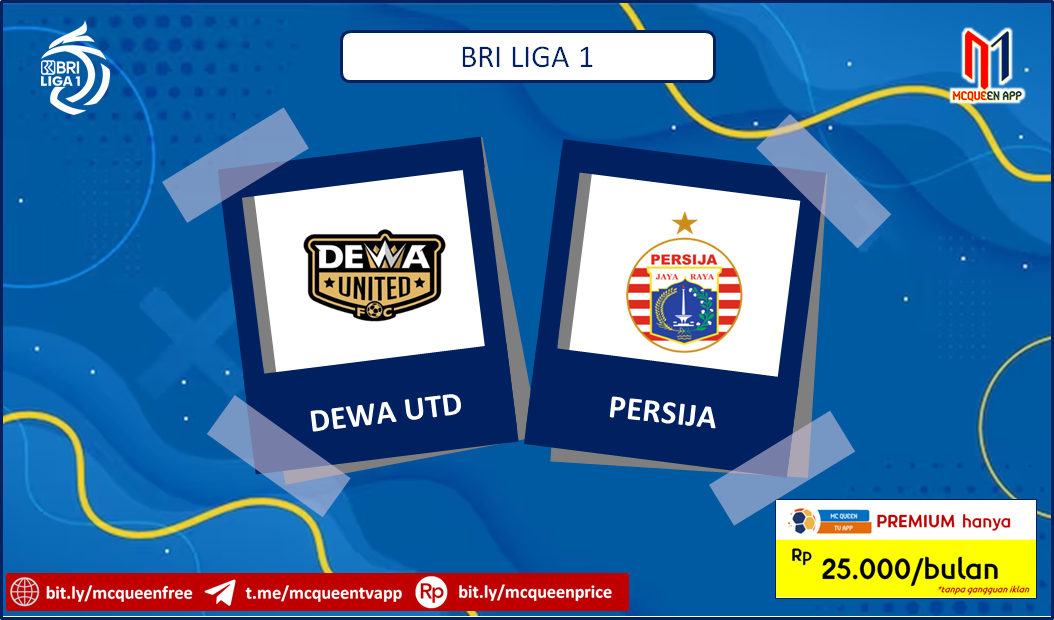 BRI LIGA 1
BRI
LIGA 1
MCQUEEN APP
DEWA
UNITED
FC
PERSIJA
JAYA RAYA
DEWA UTD
PERSIJA
MC QUEEN
TU APP
PREMIUM hanya
Rp 25.000/bulan
*tanpa gangguan iklan
bit.ly/mcqueenfree
t.me/mcqueentvapp
Rp bit.ly/mcqueenprice